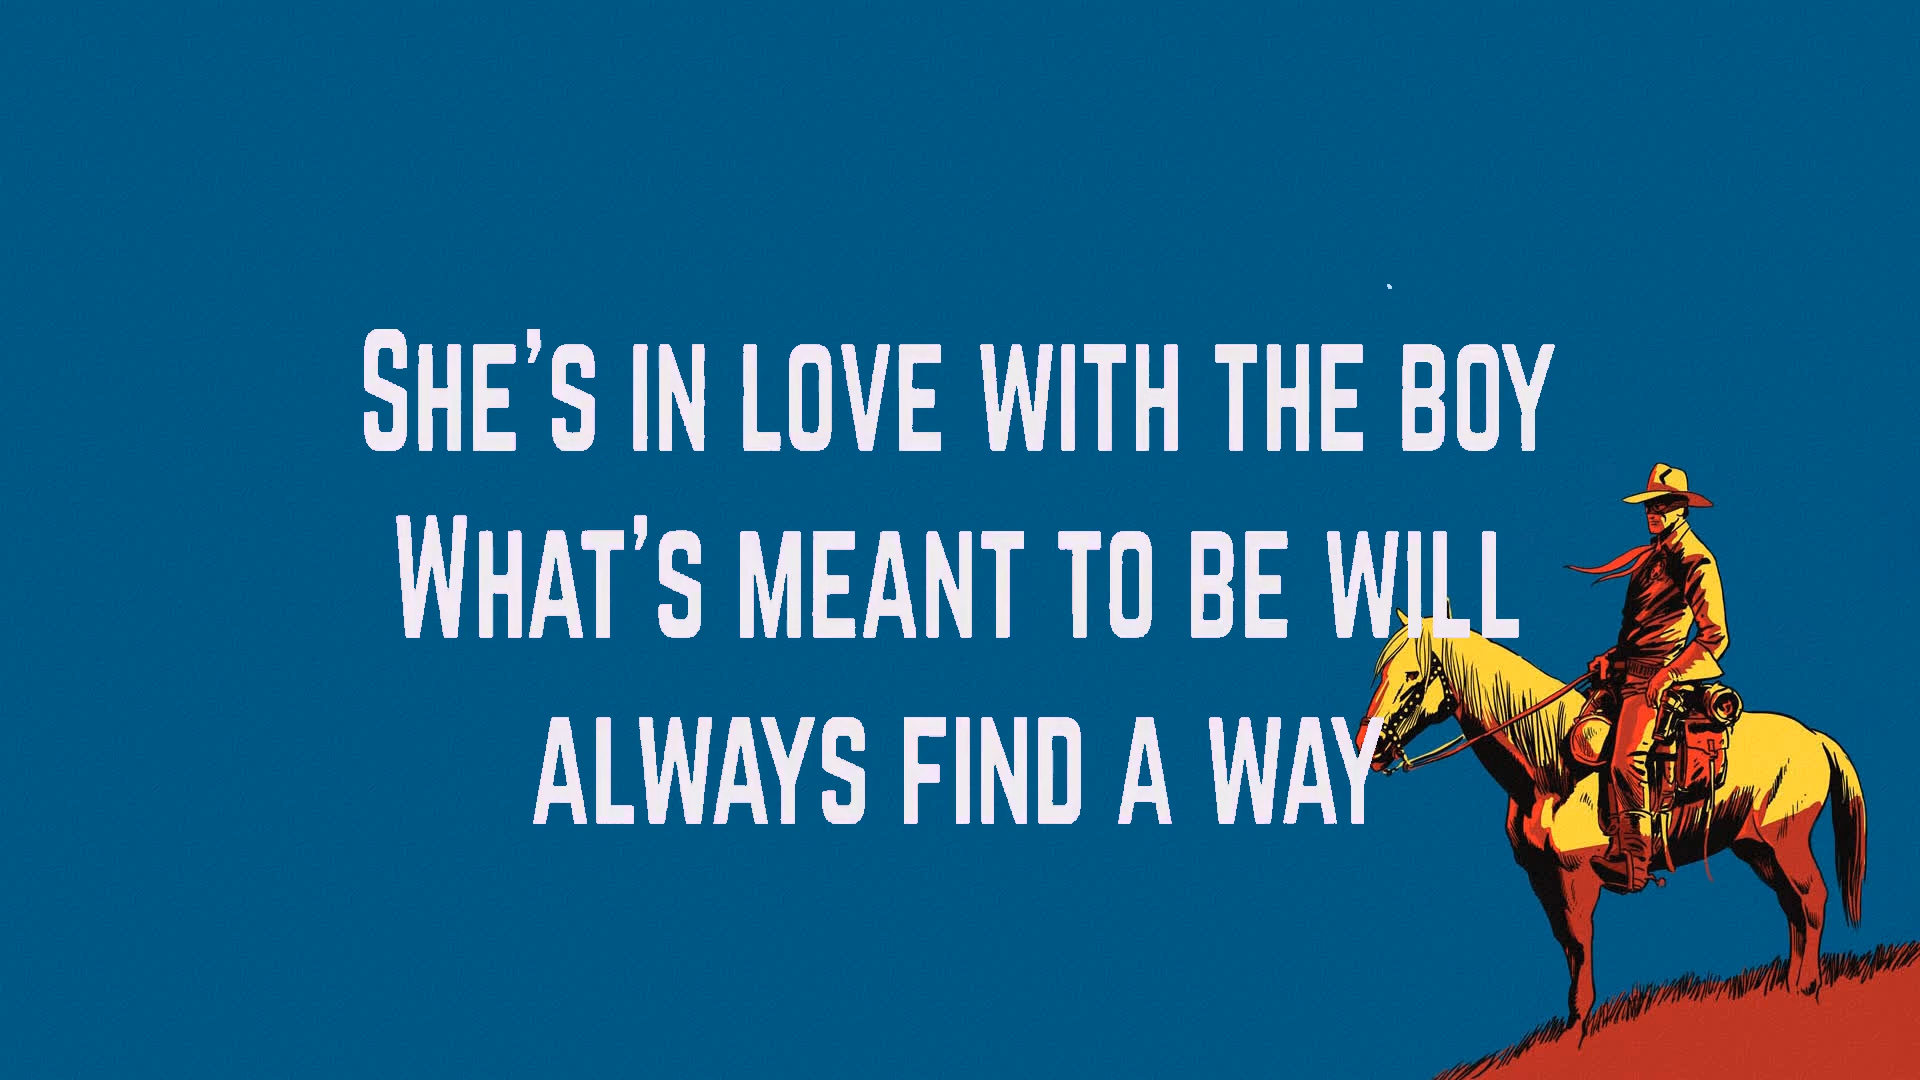 She's in love with the boy
What's meant to be will
always find a way